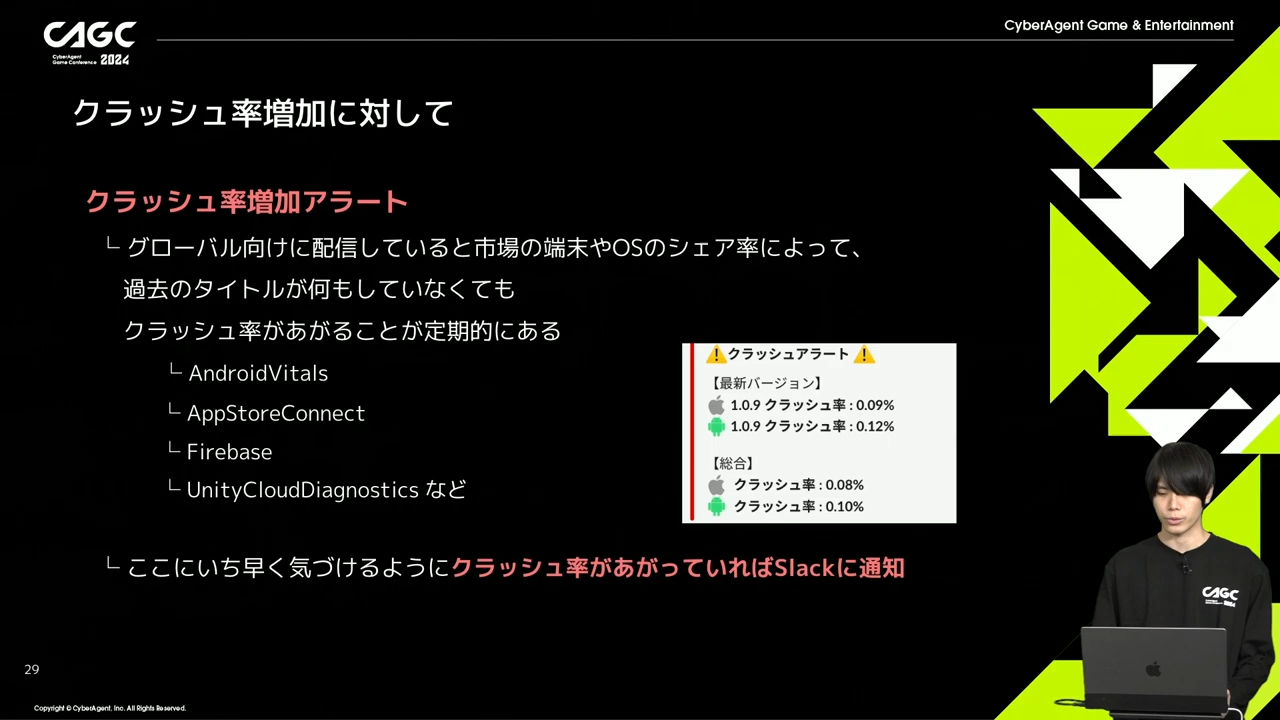 CAGC
CyberAgent
Game Conference 2024
CyberAgent Game & Entertainment
クラッシュ率増加に対して
クラッシュ率増加アラート
└ グローバル向けに配信していると市場の端末やOSのシェア率によって、
過去のタイトルが何もしていなくても
クラッシュ率があがることが定期的にある
└ AndroidVitals
└ AppStoreConnect
└ Firebase
└ UnityCloudDiagnostics など
⚠クラッシュアラート⚠
【最新バージョン】
1.0.9 クラッシュ率 : 0.09%
1.0.9 クラッシュ率 : 0.12%
【総合】
クラッシュ率 : 0.08%
クラッシュ率 : 0.10%
└ ここにいち早く気づけるようにクラッシュ率があがっていればSlackに通知
CAGC
29
Copyright © CyberAgent, Inc. All Rights Reserved.